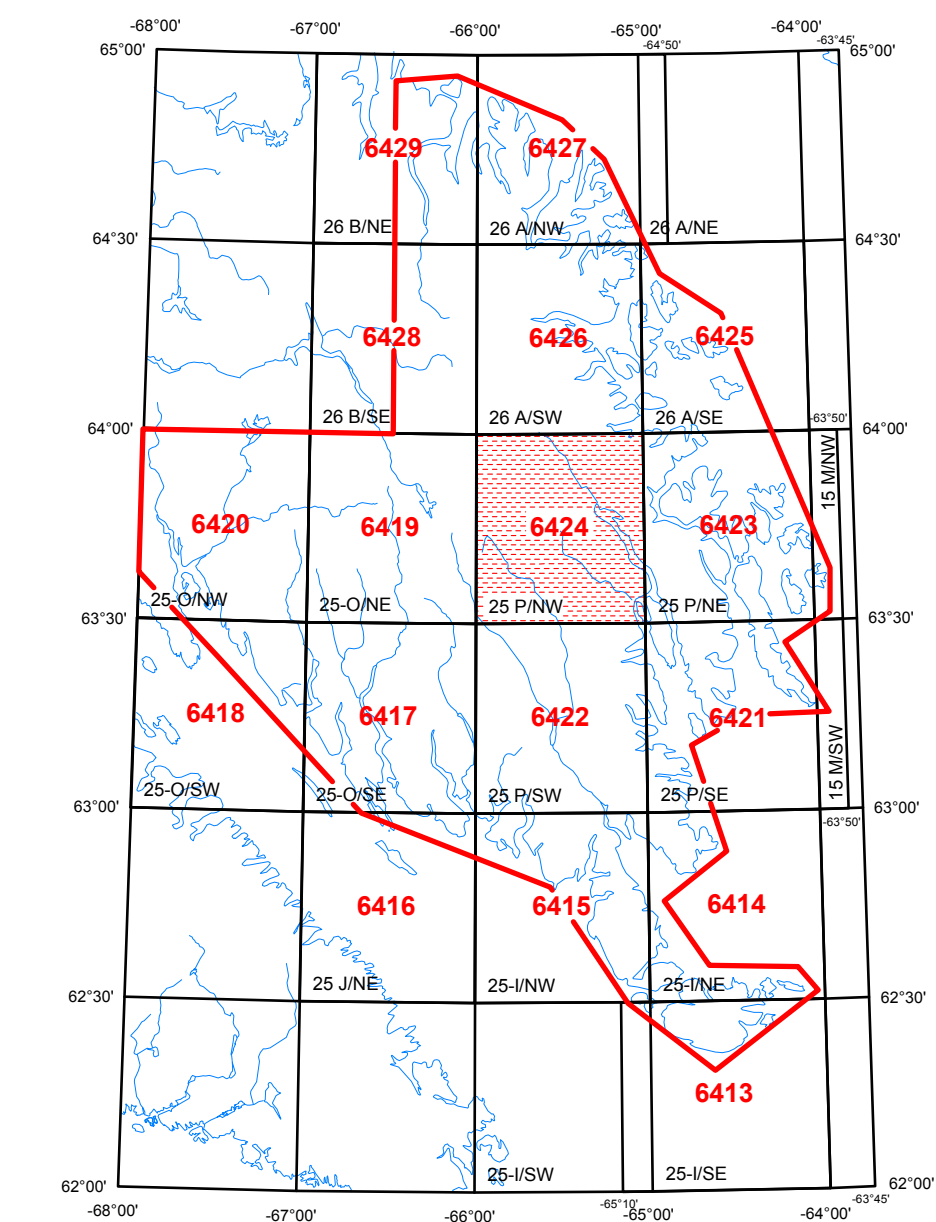 -68°00' -67°00' -66°00' -65°00' -64°00'
-64°50' -63°45'
65°00' 65°00'
6429 6427
26 B/NE 26 A/NW 26 A/NE
64°30' 64°30'
6428 6426 6425
26 B/SE 26 A/SW 26 A/SE -63°50'
64°00' 64°00'
15 M/NW
6420 6419 6424 6423
25-O/NW 25-O/NE 25 P/NW 25 P/NE
63°30' 63°30'
6418 6417 6422 6421
15 M/SW
25-O/SW 25-O/SE 25 P/SW 25 P/SE
63°00' 63°00'
-63°50'
6416 6415 6414
25 J/NE 25-I/NW 25-I/NE
62°30' 62°30'
6413
25-I/SW 25-I/SE
62°00' 62°00'
-65°10' -63°45'
-68°00' -67°00' -66°00' -65°00' -64°00'